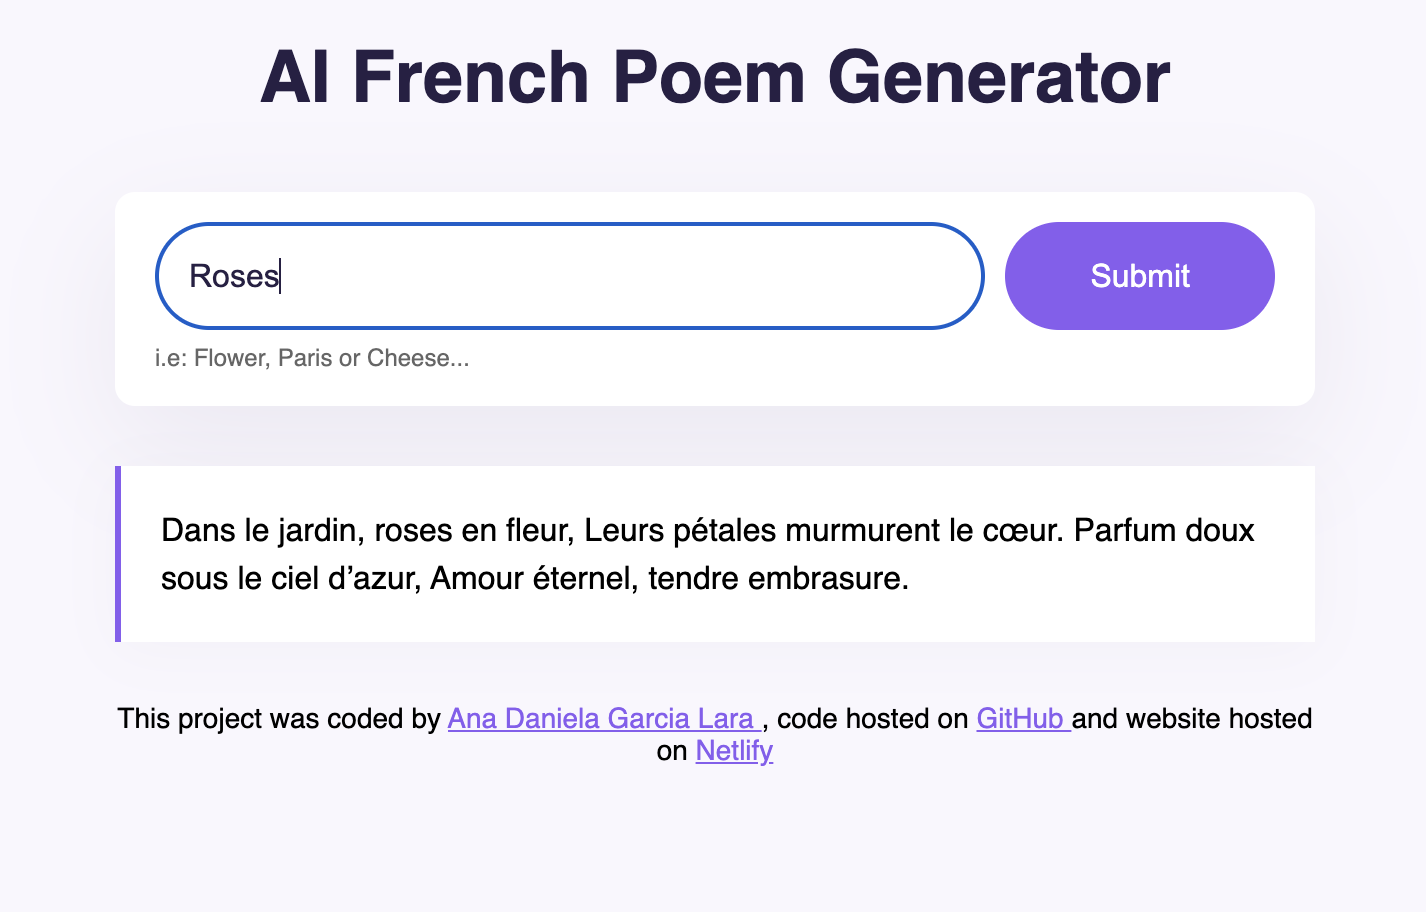 AI French Poem Generator
Roses
Submit
i.e: Flower, Paris or Cheese...
Dans le jardin, roses en fleur, Leurs pétales murmurent le cœur. Parfum doux
sous le ciel d’azur, Amour éternel, tendre embrasure.
This project was coded by Ana Daniela Garcia Lara , code hosted on GitHub and website hosted
on Netlify